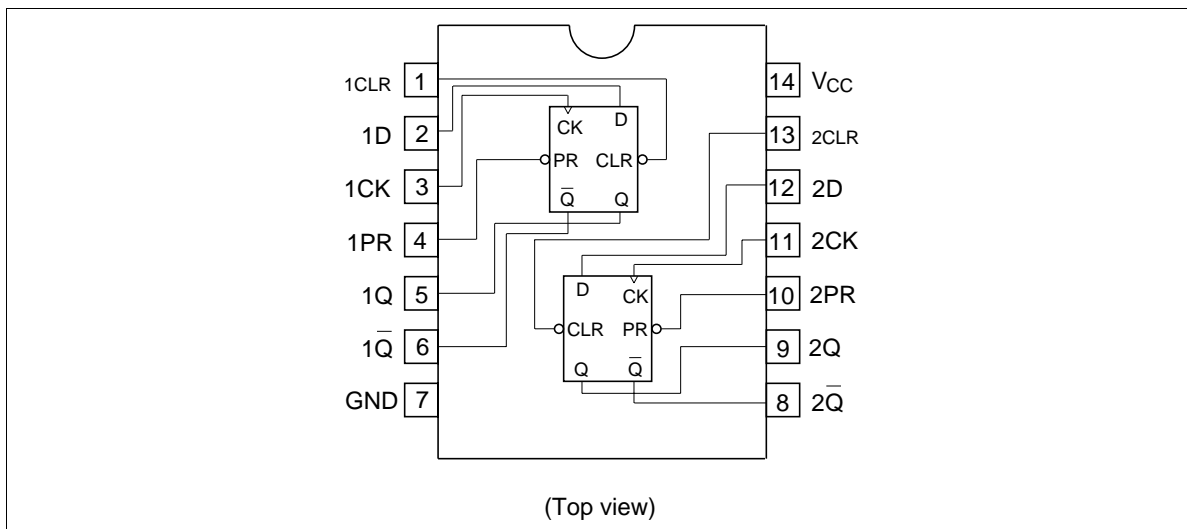 1CLR 1
1D 2
1CK 3
1PR 4
1Q 5
1Q̅ 6
GND 7
14 VCC
13 2CLR
12 2D
11 2CK
10 2PR
9 2Q
8 2Q̅
CK D
PR CLR
Q̅ Q
D CK
CLR PR
Q Q̅
(Top view)